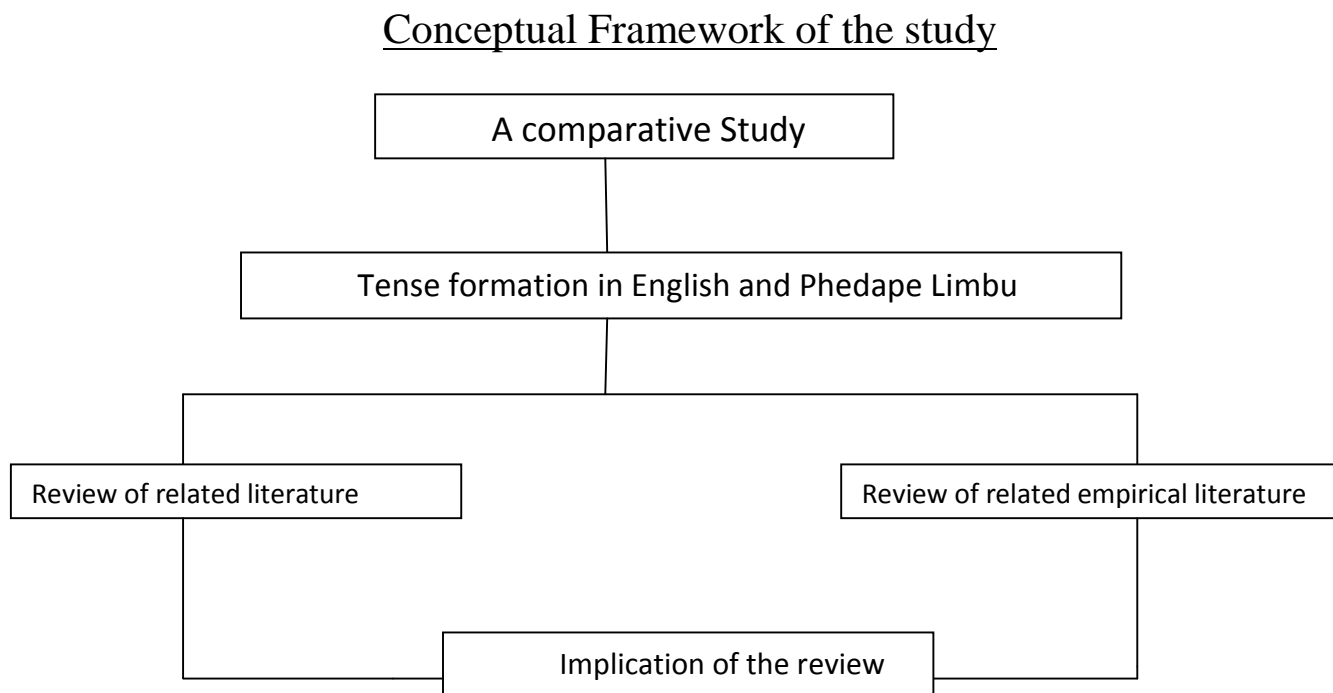 Conceptual Framework of the study
A comparative Study
Tense formation in English and Phedape Limbu
Review of related literature
Review of related empirical literature
Implication of the review